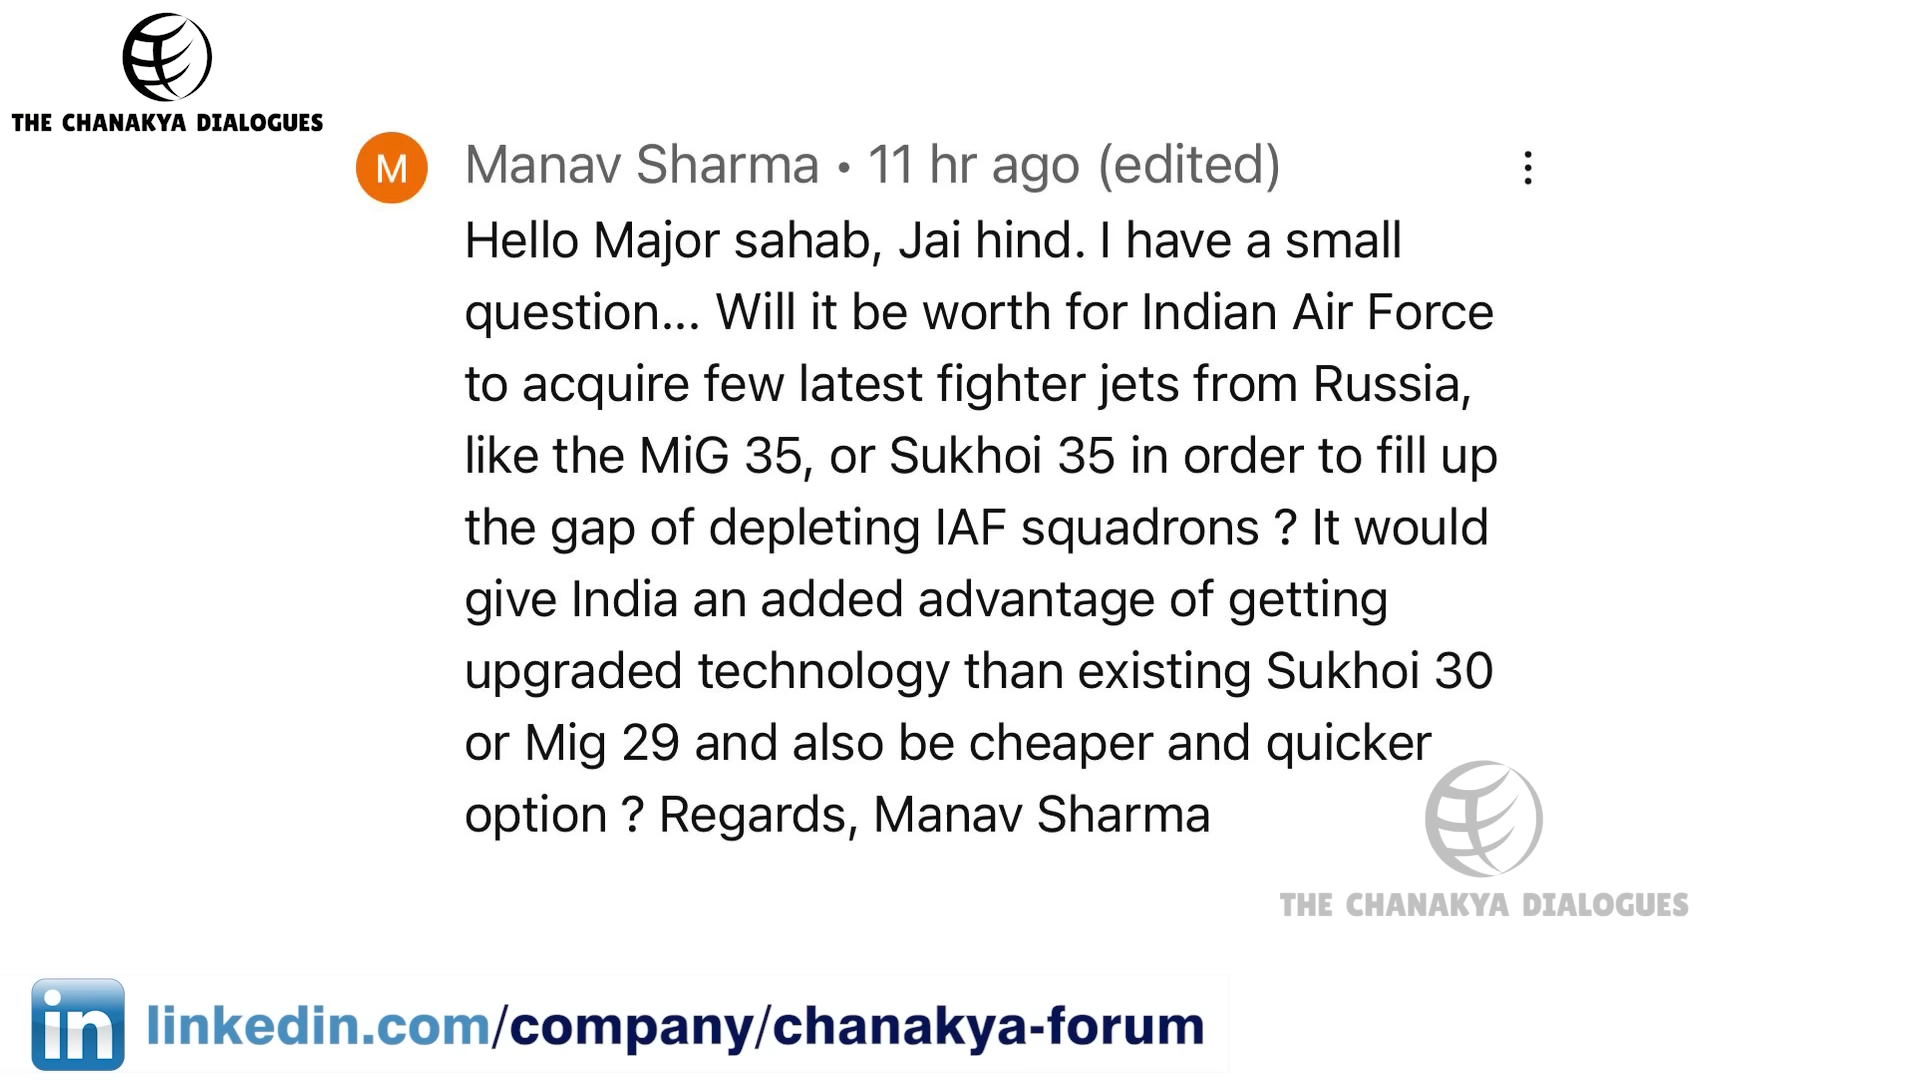 THE CHANAKYA DIALOGUES
M
Manav Sharma • 11 hr ago (edited)
Hello Major sahab, Jai hind. I have a small
question... Will it be worth for Indian Air Force
to acquire few latest fighter jets from Russia,
like the MiG 35, or Sukhoi 35 in order to fill up
the gap of depleting IAF squadrons ? It would
give India an added advantage of getting
upgraded technology than existing Sukhoi 30
or Mig 29 and also be cheaper and quicker
option ? Regards, Manav Sharma
THE CHANAKYA DIALOGUES
in linkedin.com/company/chanakya-forum